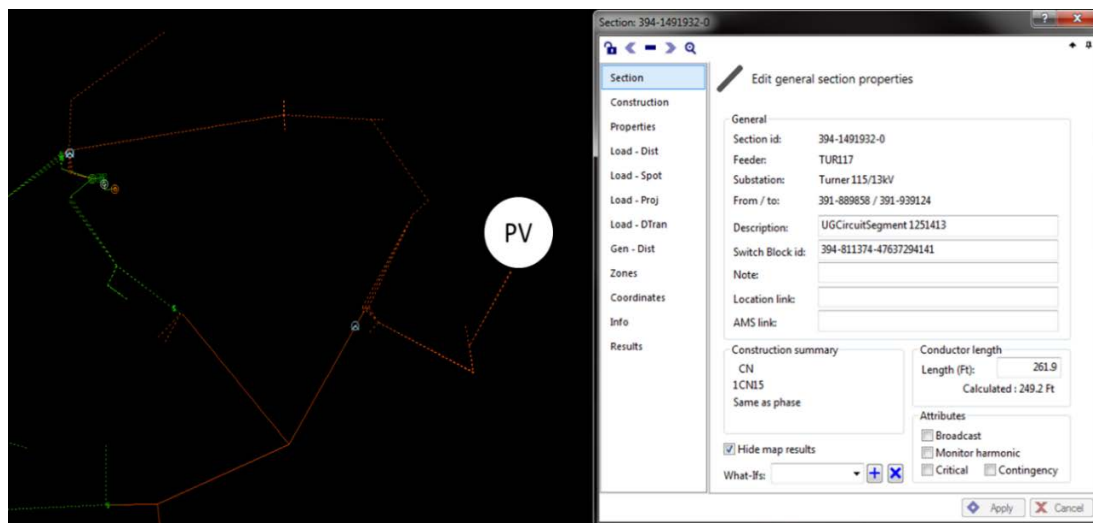 PV
Section: 394-1491932-0
Section
Construction
Properties
Load - Dist
Load - Spot
Load - Proj
Load - DTran
Gen - Dist
Zones
Coordinates
Info
Results
Edit general section properties
General
Section id: 394-1491932-0
Feeder: TUR117
Substation: Turner 115/13kV
From / to: 391-889858 / 391-939124
Description: UGCircuitSegment 1251413
Switch Block id: 394-811374-47637294141
Note:
Location link:
AMS link:
Construction summary
CN
1CN15
Same as phase
Conductor length
Length (Ft): 261.9
Calculated : 249.2 Ft
Attributes
Broadcast
Monitor harmonic
Critical Contingency
Hide map results
What-Ifs:
Apply Cancel